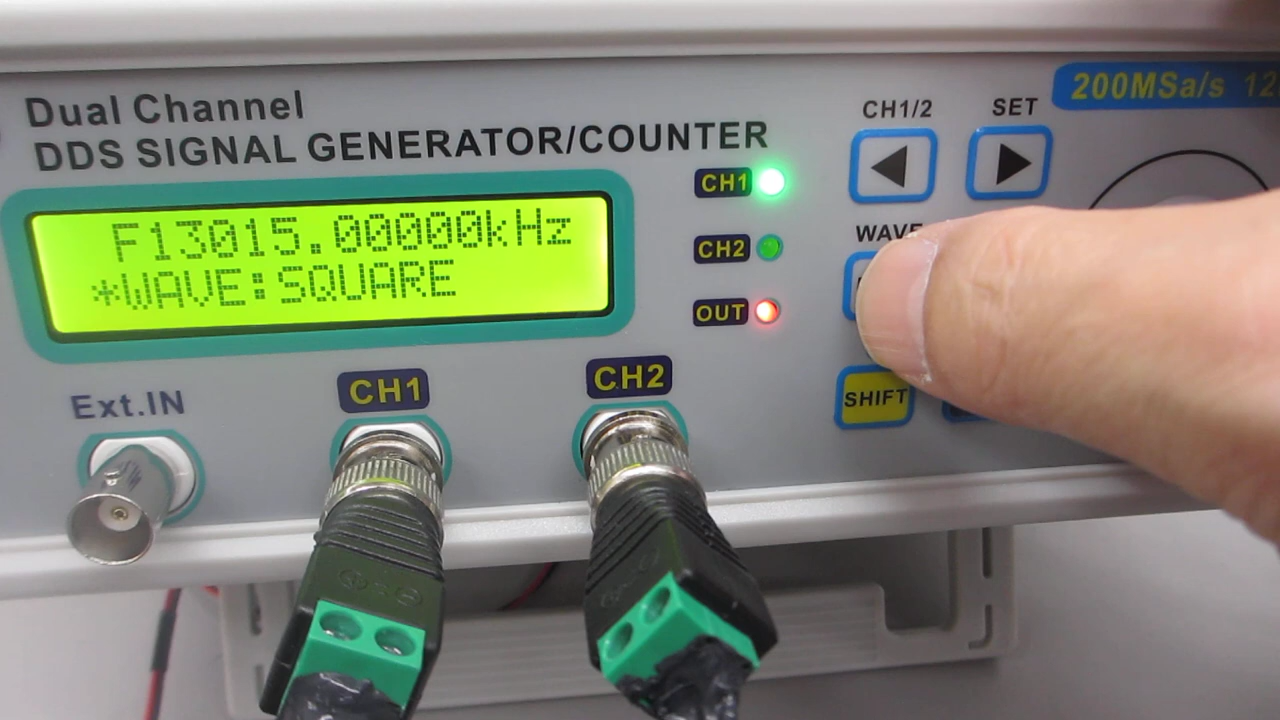 Dual Channel
DDS SIGNAL GENERATOR/COUNTER
F13015.00000kHz
*WAVE:SQUARE
CH1
CH2
OUT
CH1/2
SET
200MSa/s
WAVE
SHIFT
Ext.IN
CH1
CH2